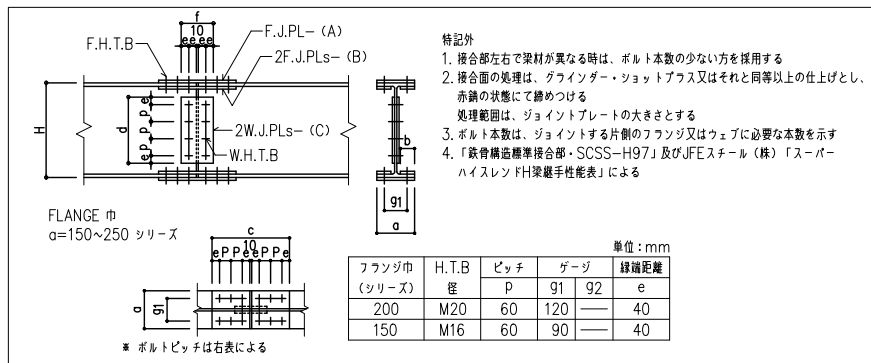 f
10
e e e e
F.H.T.B
F.J.PL− (A)
2F.J.PLs− (B)
H
d
e
p
p
p
e
2W.J.PLs− (C)
W.H.T.B
b
g1
a
FLANGE 巾
a=150~250 シリーズ
c
10
e P P e e P P e
a
g1
※ ボルトピッチは右表による
特記外
1. 接合部左右で梁材が異なる時は、ボルト本数の少ない方を採用する
2. 接合面の処理は、グラインダー・ショットブラス又はそれと同等以上の仕上げとし、
赤錆の状態にて締めつける
処理範囲は、ジョイントプレートの大きさとする
3. ボルト本数は、ジョイントする片側のフランジ又はウェブに必要な本数を示す
4. 「鉄骨構造標準接合部・SCSS−H97」及びJFEスチール（株）「スーパー
ハイスレンドH梁継手性能表」による
単位：mm
フランジ巾 H.T.B ピッチ ゲージ 縁端距離
(シリーズ) 径 p g1 g2 e
200 M20 60 120 — 40
150 M16 60 90 — 40